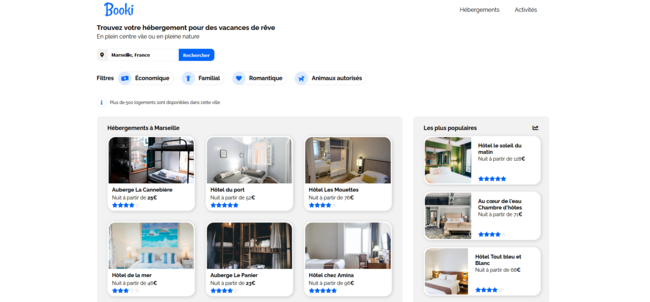 Booki
Hébergements
Activités
Trouvez votre hébergement pour des vacances de rêve
En plein centre ville ou en pleine nature
Marseille, France
Rechercher
Filtres
Économique
Familial
Romantique
Animaux autorisés
Plus de 500 logements sont disponibles dans cette ville
Hébergements à Marseille
Auberge La Cannebière
Nuit à partir de 25€
Hôtel du port
Nuit à partir de 52€
Hôtel Les Mouettes
Nuit à partir de 76€
Hôtel de la mer
Nuit à partir de 46€
Auberge Le Panier
Nuit à partir de 23€
Hôtel chez Amina
Nuit à partir de 96€
Les plus populaires
Hôtel le soleil du
matin
Nuit à partir de 128€
Au cœur de l'eau
Chambre d'hôtes
Nuit à partir de 71€
Hôtel Tout bleu et
Blanc
Nuit à partir de 68€